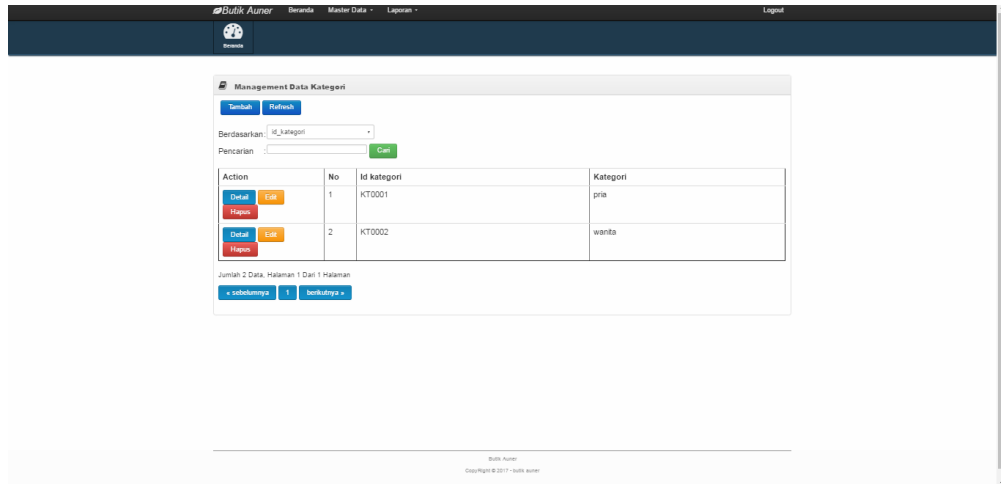 Butik Auner Beranda Master Data Laporan Logout
Beranda
Management Data Kategori
Tambah Refresh
Berdasarkan: id_kategori
Pencarian : Cari
Action No Id kategori Kategori
Detail Edit 1 KT0001 pria
Hapus
Detail Edit 2 KT0002 wanita
Hapus
Jumlah 2 Data, Halaman 1 Dari 1 Halaman
« sebelumnya 1 berikutnya »
Butik Auner
CopyRight © 2017 - butik auner